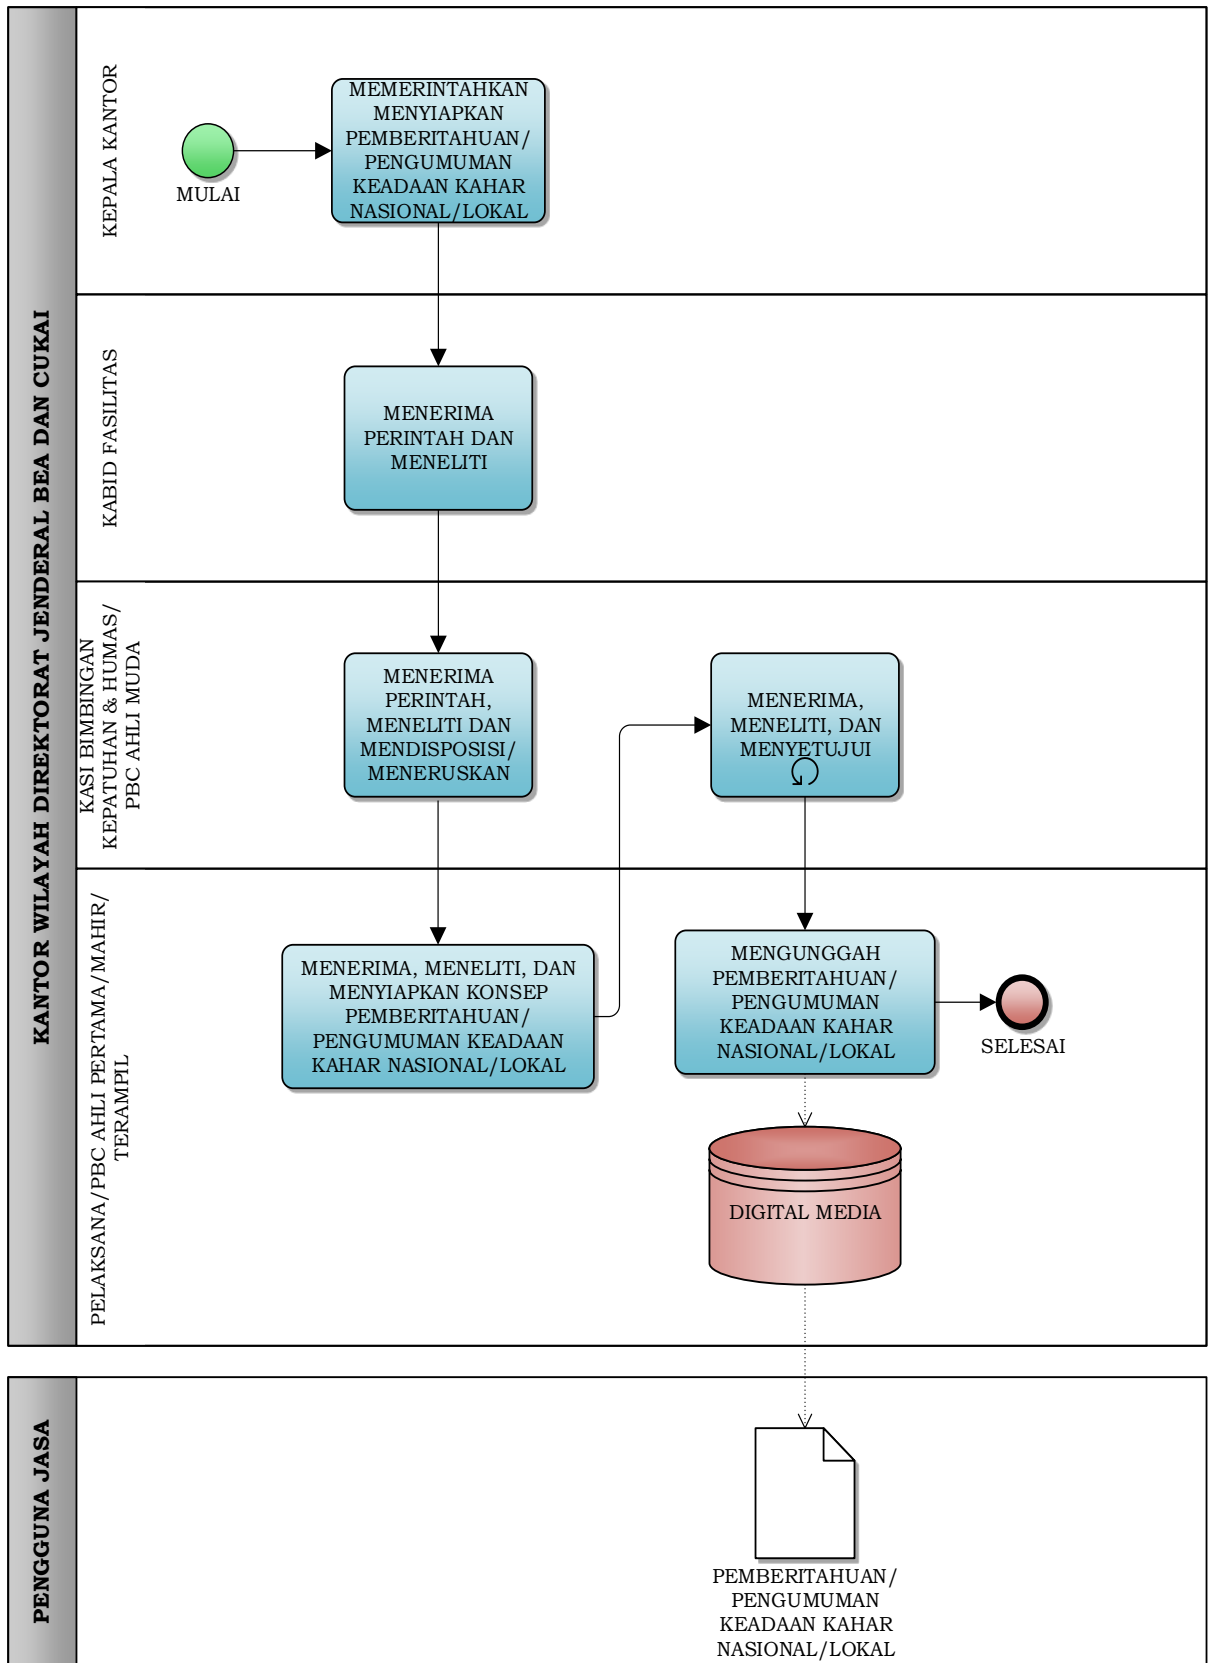 KANTOR WILAYAH DIREKTORAT JENDERAL BEA DAN CUKAI
KEPALA KANTOR
MULAI
MEMERINTAHKAN
MENYIAPKAN
PEMBERITAHUAN/
PENGUMUMAN
KEADAAN KAHAR
NASIONAL/LOKAL
KABID FASILITAS
MENERIMA
PERINTAH DAN
MENELITI
KASI BIMBINGAN
KEPATUHAN & HUMAS/
PBC AHLI MUDA
MENERIMA
PERINTAH,
MENELITI DAN
MENDISPOSISI/
MENERUSKAN
MENERIMA,
MENELITI, DAN
MENYETUJUI
PELAKSANA/PBC AHLI PERTAMA/MAHIR/
TERAMPIL
MENERIMA, MENELITI, DAN
MENYIAPKAN KONSEP
PEMBERITAHUAN/
PENGUMUMAN KEADAAN
KAHAR NASIONAL/LOKAL
MENGUNGGAH
PEMBERITAHUAN/
PENGUMUMAN
KEADAAN KAHAR
NASIONAL/LOKAL
SELESAI
DIGITAL MEDIA
PENGGUNA JASA
PEMBERITAHUAN/
PENGUMUMAN
KEADAAN KAHAR
NASIONAL/LOKAL